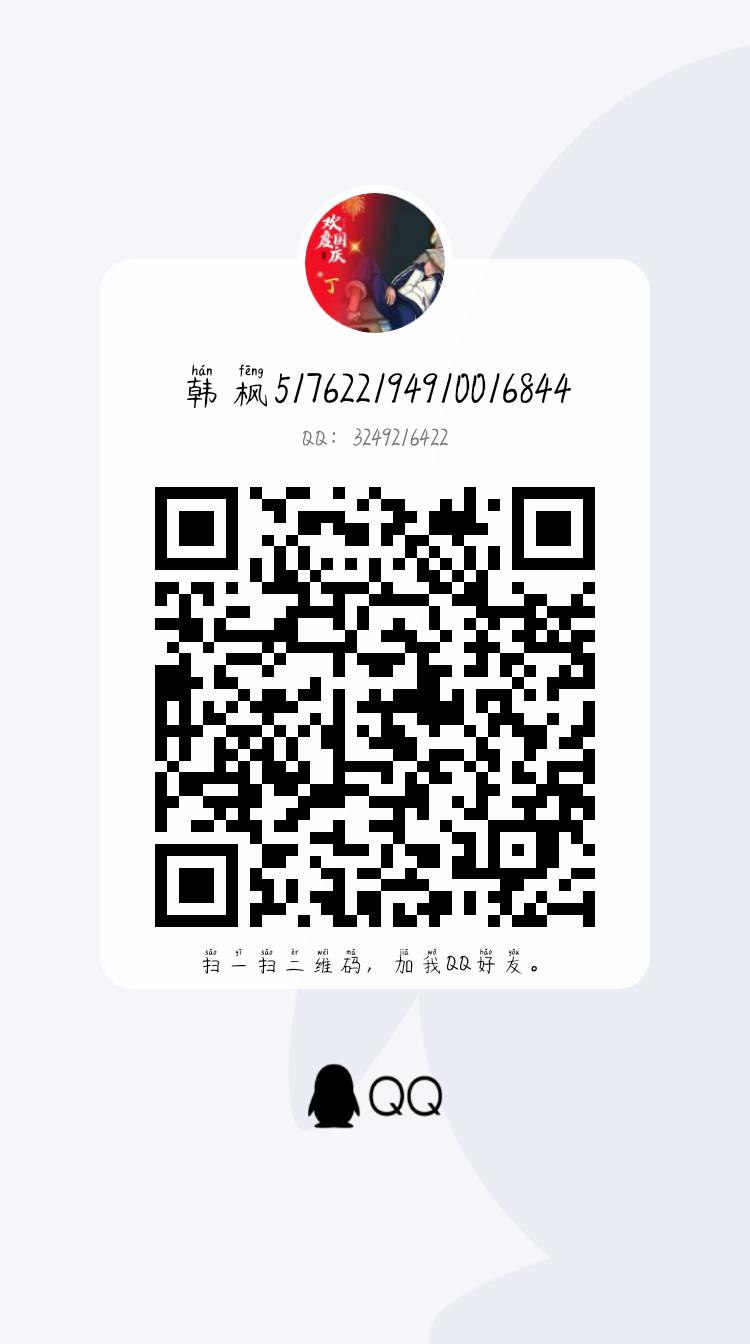 欢度
国庆
丁
hán fēng
韩 枫517622194910016844
QQ: 3249216422
sǎo yī sǎo èr wéi mǎ jiā wǒ hǎo yǒu
扫一扫二维码, 加我QQ好友。
QQ